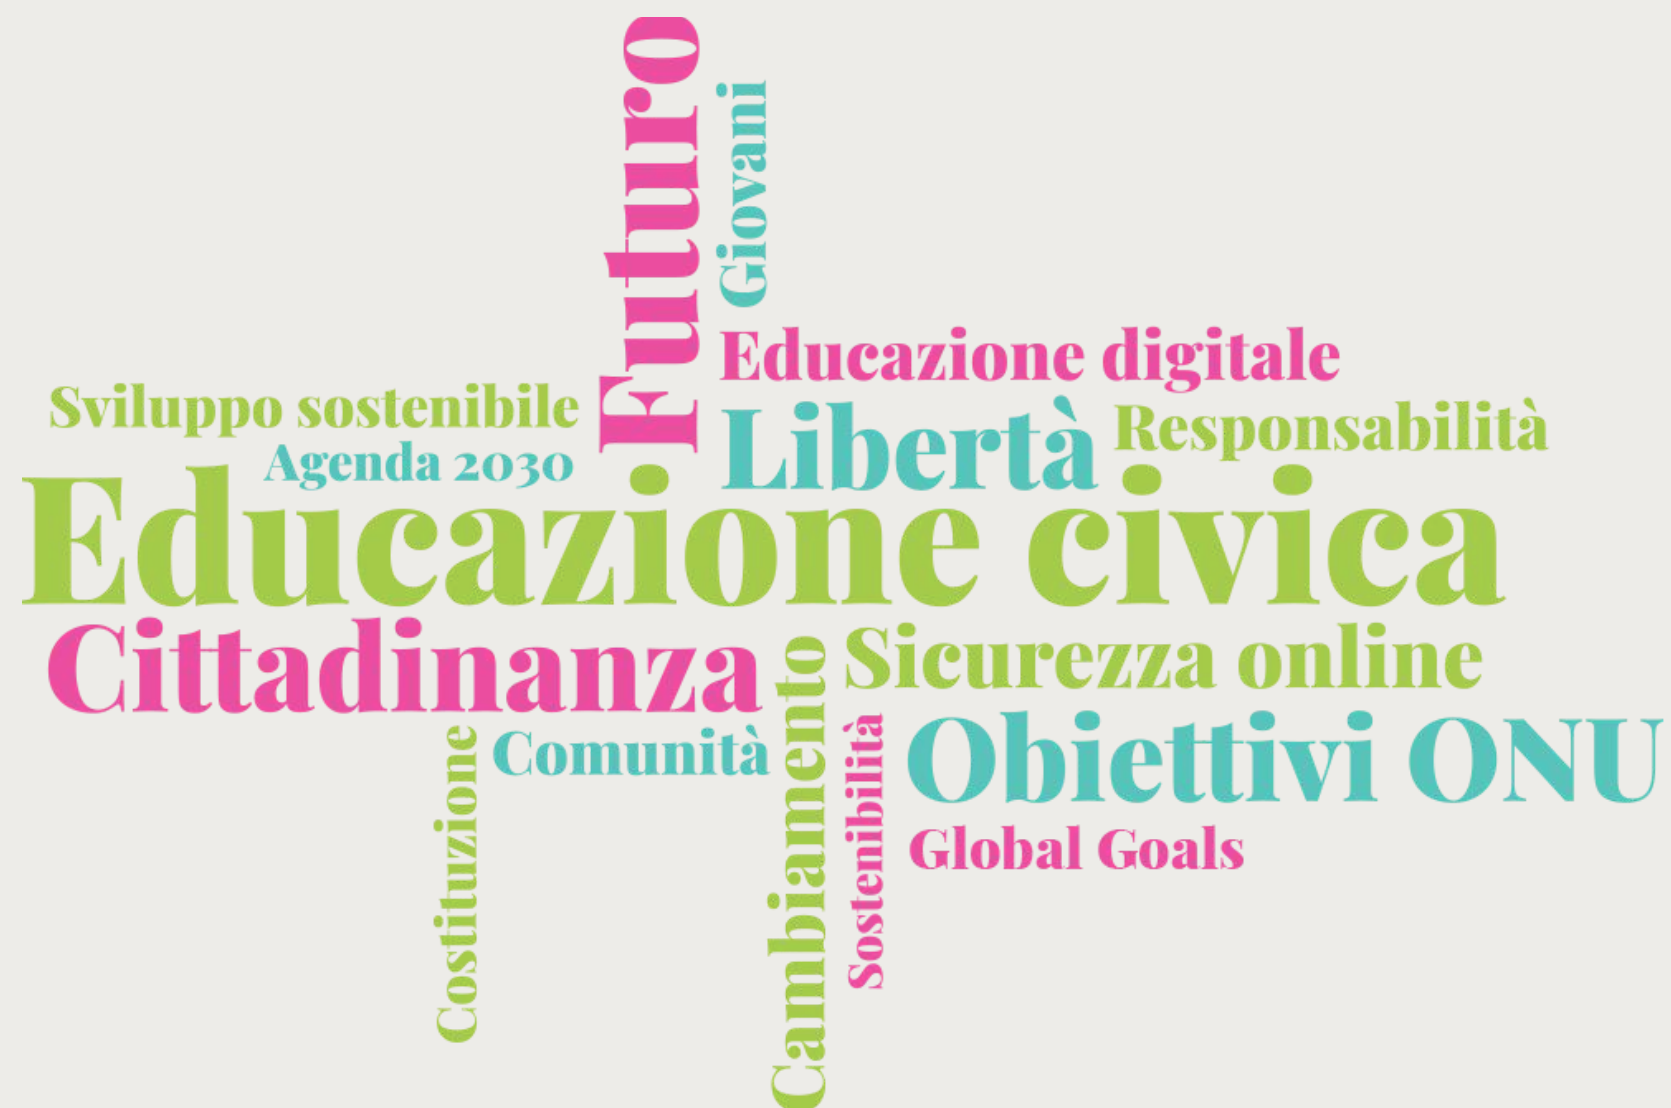 Futuro
Giovani
Educazione digitale
Sviluppo sostenibile
Libertà
Responsabilità
Agenda 2030
Educazione civica
Cittadinanza
Sicurezza online
Costituzione
Comunità
Cambiamento
Sostenibilità
Obiettivi ONU
Global Goals